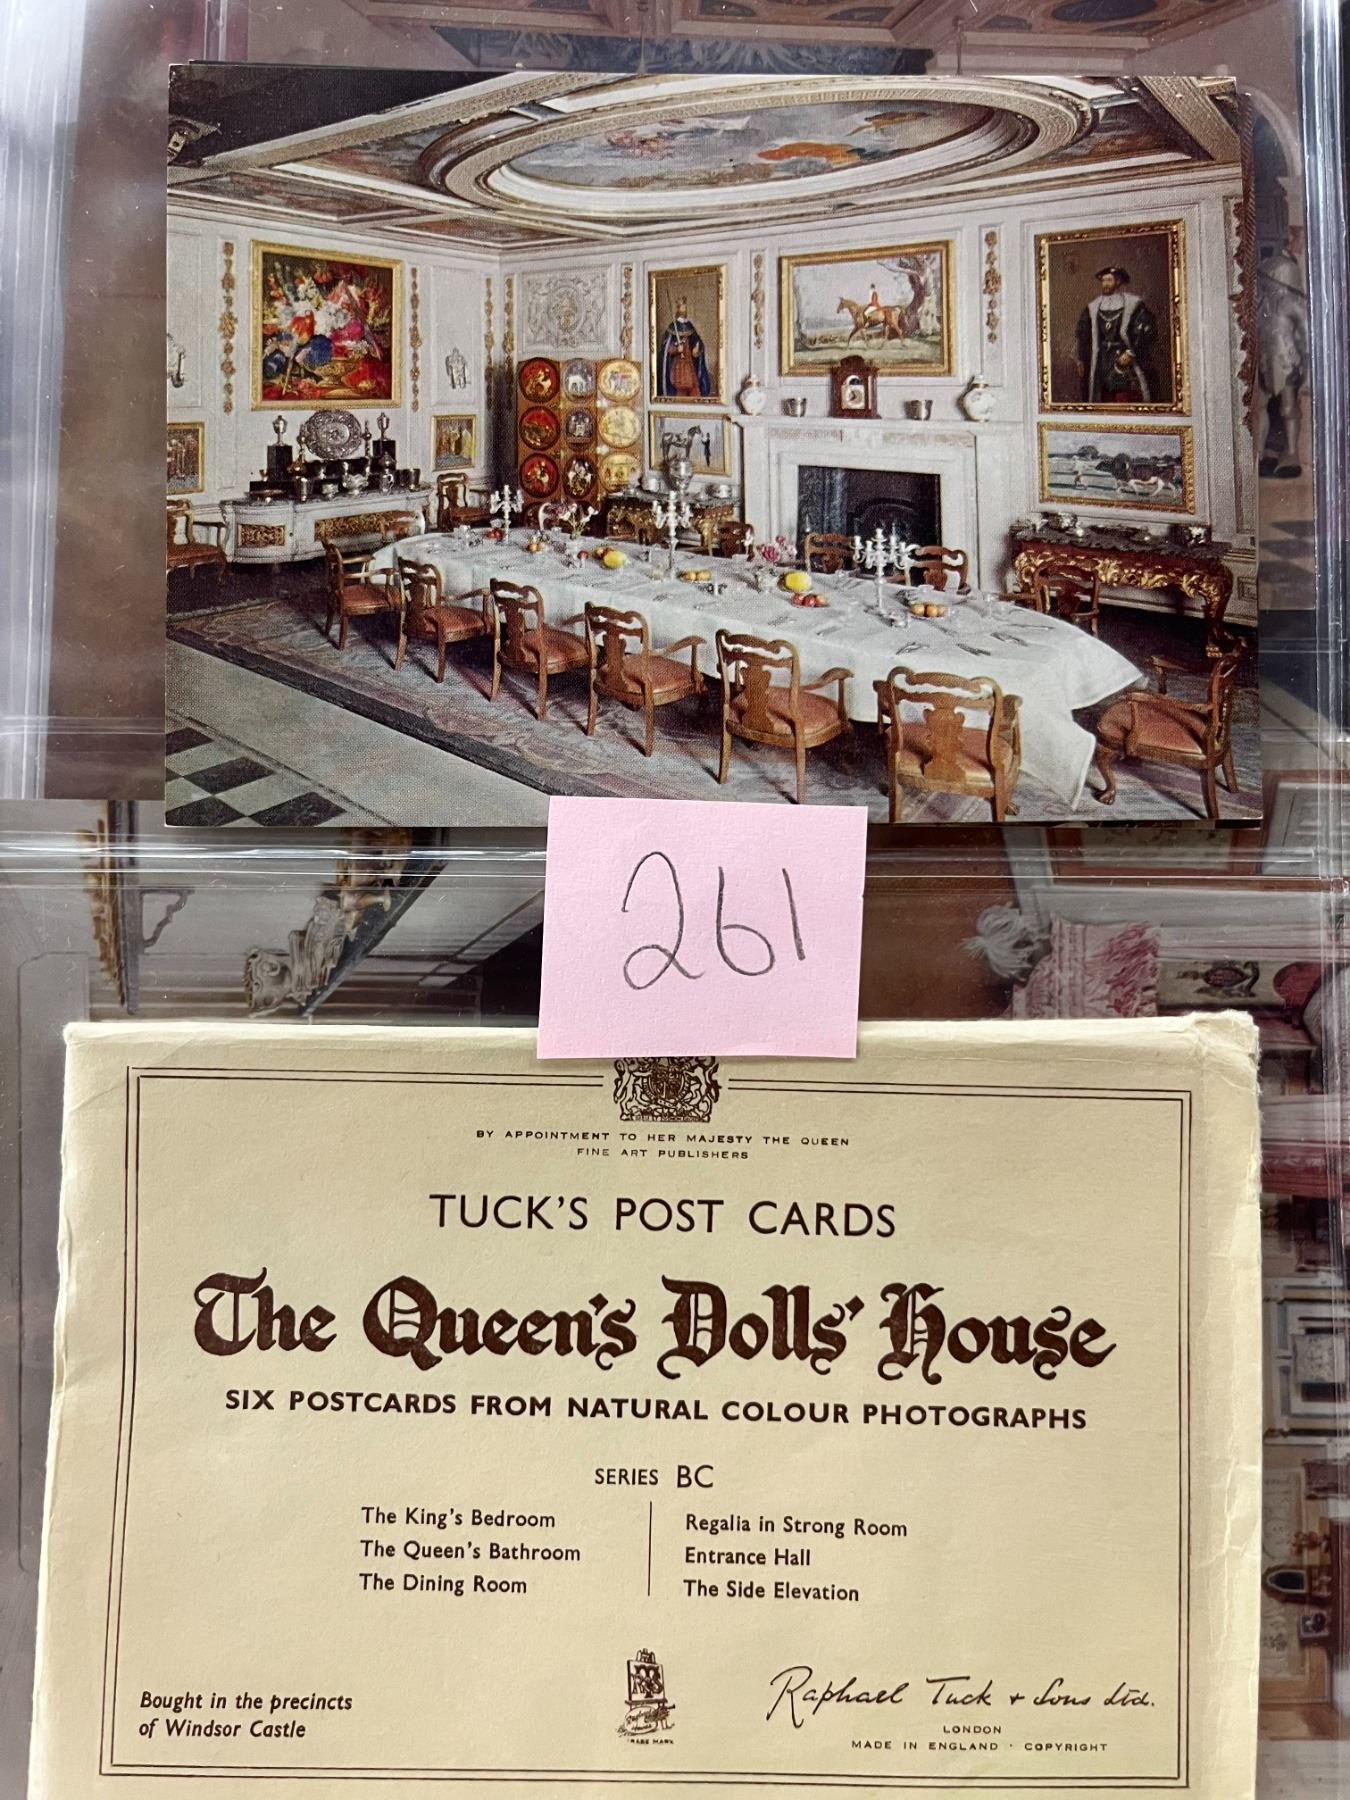 261
BY APPOINTMENT TO HER MAJESTY THE QUEEN
FINE ART PUBLISHERS
TUCK'S POST CARDS
The Queen's Dolls' House
SIX POSTCARDS FROM NATURAL COLOUR PHOTOGRAPHS
SERIES BC
The King's Bedroom
The Queen's Bathroom
The Dining Room
Regalia in Strong Room
Entrance Hall
The Side Elevation
Bought in the precincts
of Windsor Castle
TRADE MARK
Raphael Tuck & Sons Ltd.
LONDON
MADE IN ENGLAND · COPYRIGHT